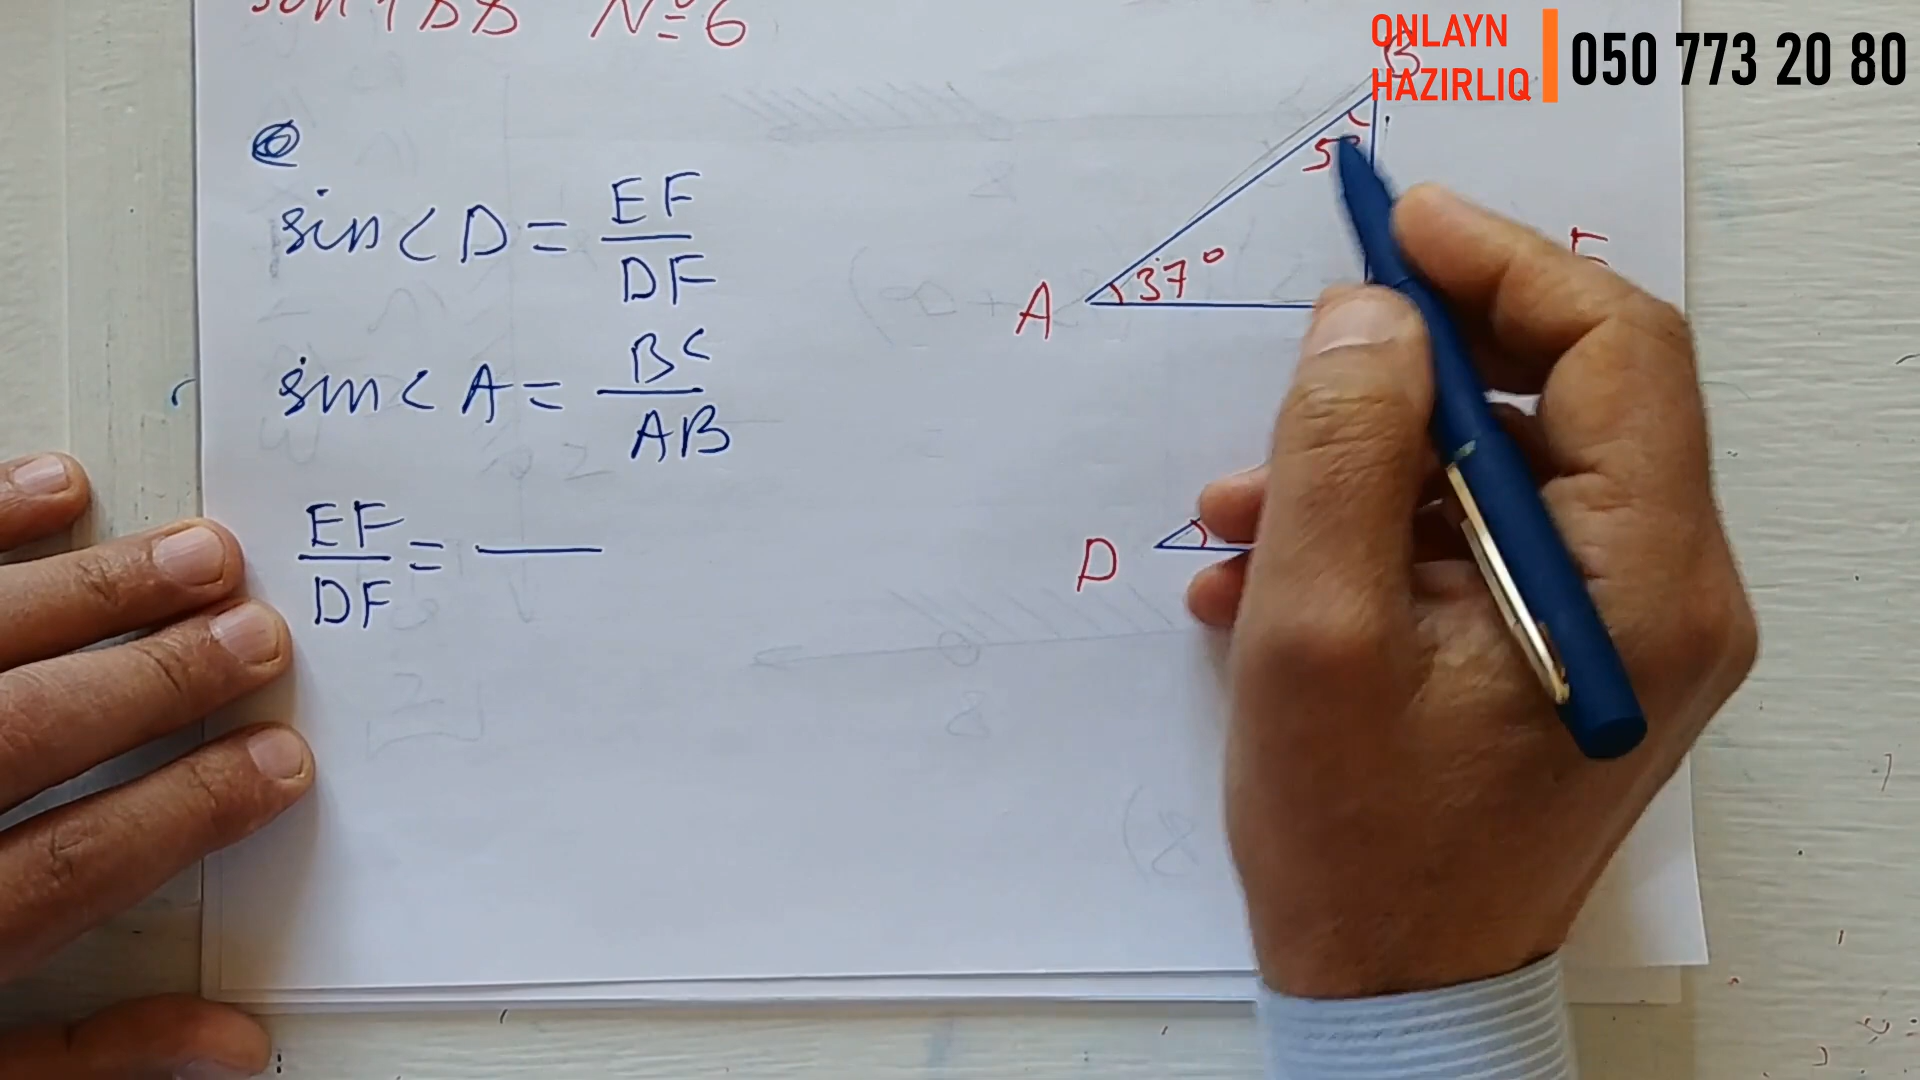 N=6
ONLAYN
HAZIRLIQ
050 773 20 80
B
sin<D = EF/DF
A 37°
sin<A = BC/AB
EF/DF =
D